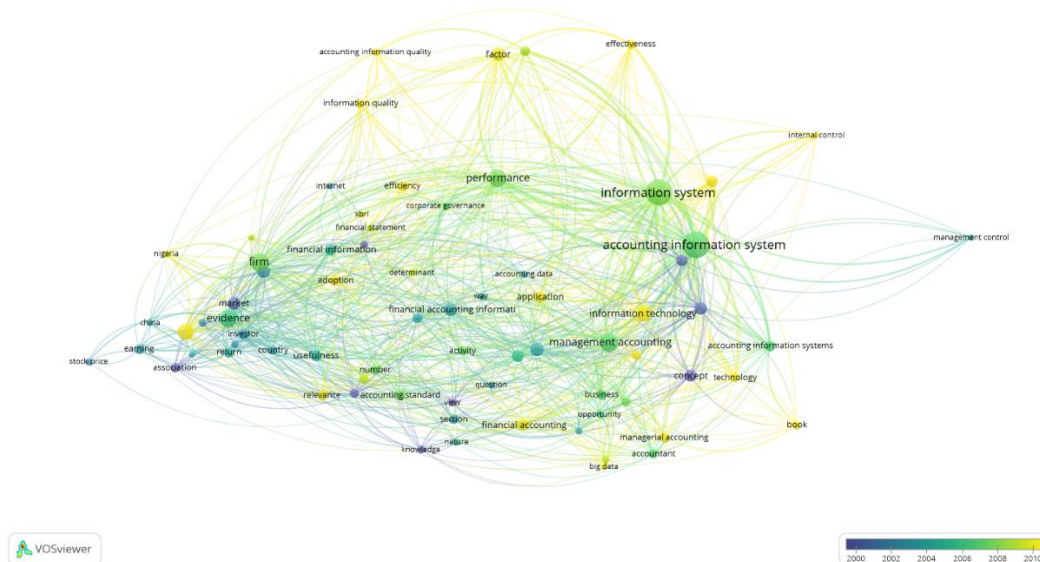 effectiveness
accounting information quality
factor
information quality
internal control
performance
internet
efficiency
information system
corporate governance
xbrl
financial statement
management control
accounting information system
financial information
nigeria
firm
determinant
accounting data
adoption
way
application
market
financial accounting informati
information technology
china
evidence
investor
management accounting
accounting information systems
earning
return
country
usefulness
activity
stock price
association
number
concept
technology
question
relevance
accounting standard
business
view
opportunity
section
financial accounting
book
managerial accounting
nature
knowledge
accountant
big data
VOSviewer
2000 2002 2004 2006 2008 2010